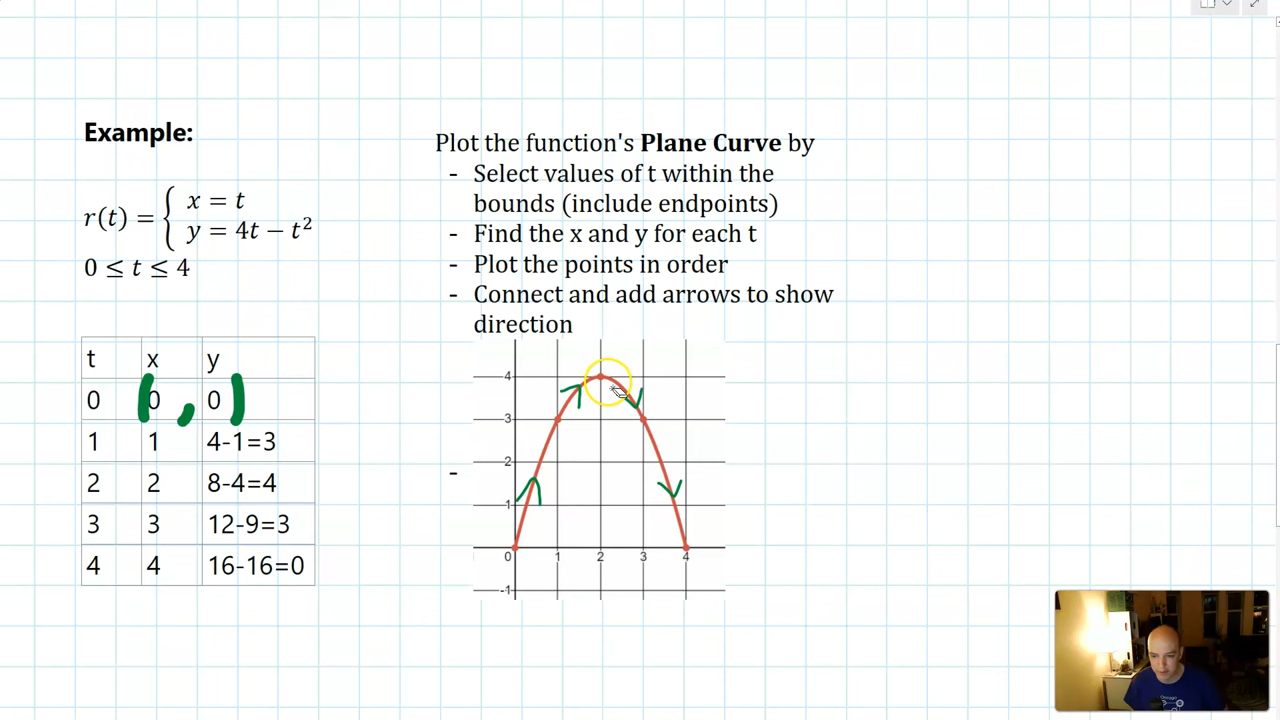 Example:
r(t) = { x = t
y = 4t − t²
0 ≤ t ≤ 4
t x y
0 (0 , 0)
1 1 4-1=3
2 2 8-4=4
3 3 12-9=3
4 4 16-16=0
Plot the function's Plane Curve by
- Select values of t within the
bounds (include endpoints)
- Find the x and y for each t
- Plot the points in order
- Connect and add arrows to show
direction
-
4
3
2
1
0 1 2 3 4
-1